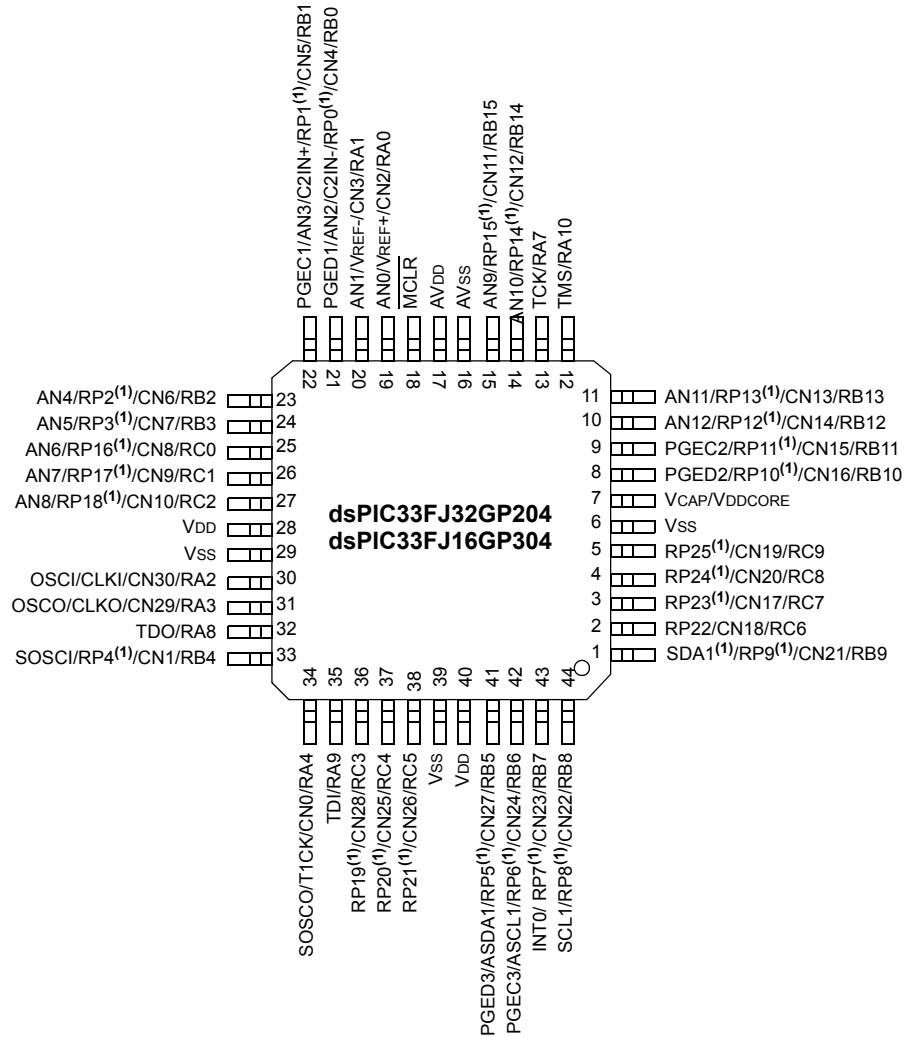 PGEC1/AN3/C2IN+/RP1(1)/CN5/RB1
PGED1/AN2/C2IN-/RP0(1)/CN4/RB0
AN1/VREF-/CN3/RA1
AN0/VREF+/CN2/RA0
MCLR
AVDD
AVSS
AN9/RP15(1)/CN11/RB15
AN10/RP14(1)/CN12/RB14
TCK/RA7
TMS/RA10
22 21 20 19 18 17 16 15 14 13 12
AN4/RP2(1)/CN6/RB2 23
AN5/RP3(1)/CN7/RB3 24
AN6/RP16(1)/CN8/RC0 25
AN7/RP17(1)/CN9/RC1 26
AN8/RP18(1)/CN10/RC2 27
VDD 28
VSS 29
OSCI/CLKI/CN30/RA2 30
OSCO/CLKO/CN29/RA3 31
TDO/RA8 32
SOSCI/RP4(1)/CN1/RB4 33
dsPIC33FJ32GP204
dsPIC33FJ16GP304
11 AN11/RP13(1)/CN13/RB13
10 AN12/RP12(1)/CN14/RB12
9 PGEC2/RP11(1)/CN15/RB11
8 PGED2/RP10(1)/CN16/RB10
7 VCAP/VDDCORE
6 VSS
5 RP25(1)/CN19/RC9
4 RP24(1)/CN20/RC8
3 RP23(1)/CN17/RC7
2 RP22/CN18/RC6
1 SDA1(1)/RP9(1)/CN21/RB9
34 35 36 37 38 39 40 41 42 43 44
SOSCO/T1CK/CN0/RA4
TDI/RA9
RP19(1)/CN28/RC3
RP20(1)/CN25/RC4
RP21(1)/CN26/RC5
VSS
VDD
PGED3/ASDA1/RP5(1)/CN27/RB5
PGEC3/ASCL1/RP6(1)/CN24/RB6
INT0/ RP7(1)/CN23/RB7
SCL1/RP8(1)/CN22/RB8